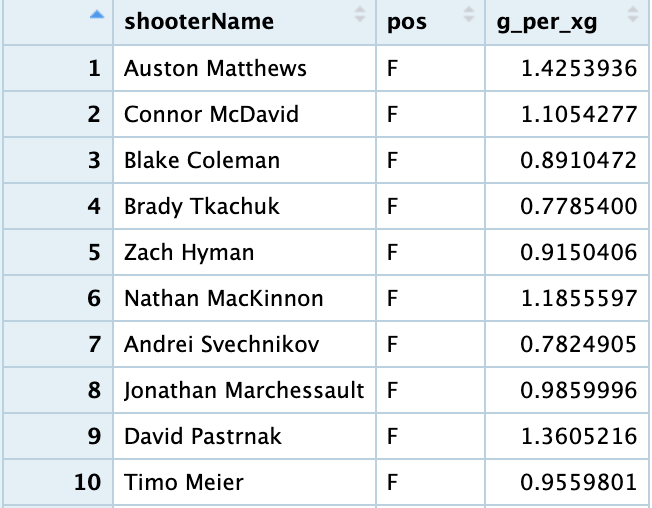 shooterName pos g_per_xg
1 Auston Matthews F 1.4253936
2 Connor McDavid F 1.1054277
3 Blake Coleman F 0.8910472
4 Brady Tkachuk F 0.7785400
5 Zach Hyman F 0.9150406
6 Nathan MacKinnon F 1.1855597
7 Andrei Svechnikov F 0.7824905
8 Jonathan Marchessault F 0.9859996
9 David Pastrnak F 1.3605216
10 Timo Meier F 0.9559801